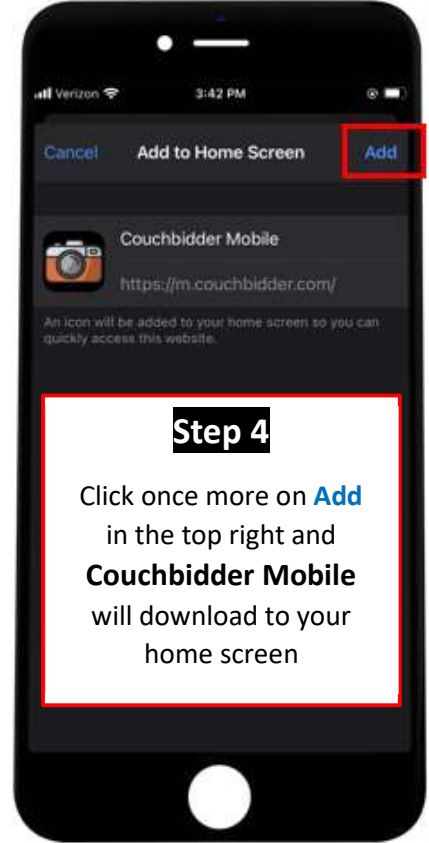 Verizon
3:42 PM
Cancel Add to Home Screen Add
Couchbidder Mobile
https://m.couchbidder.com/
An icon will be added to your home screen so you can
quickly access this website.
Step 4
Click once more on Add
in the top right and
Couchbidder Mobile
will download to your
home screen